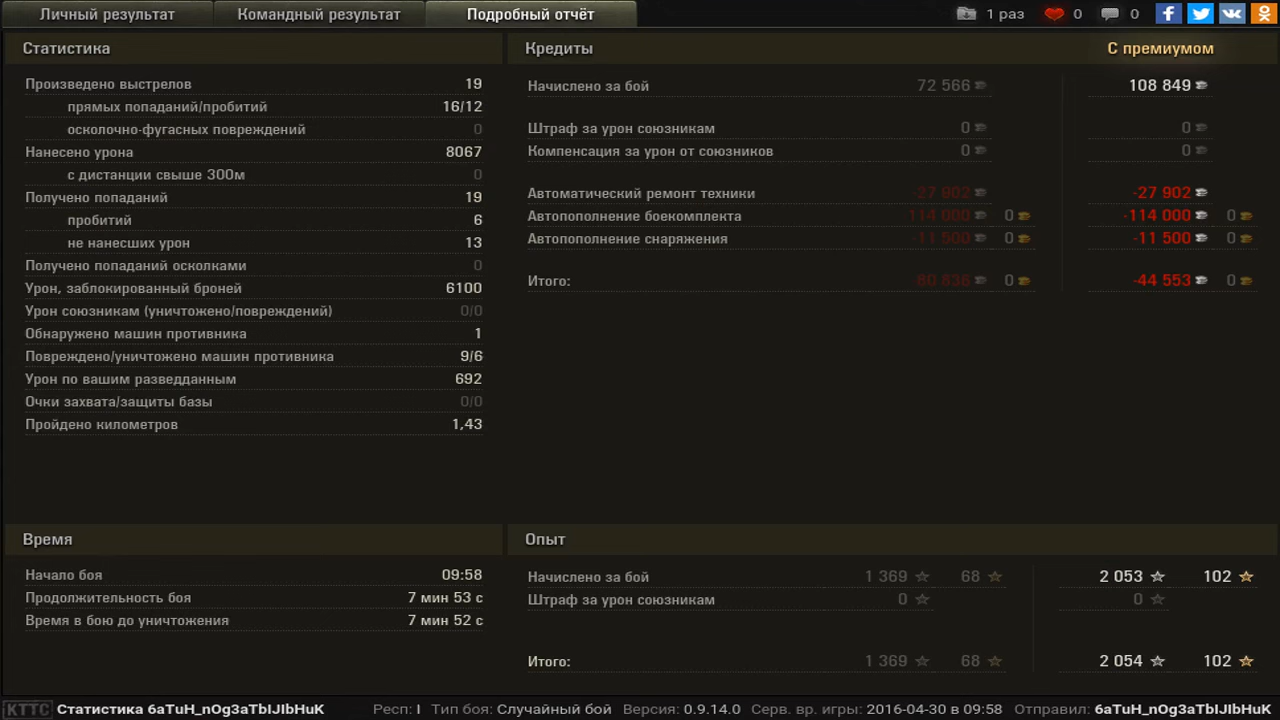 Личный результат Командный результат Подробный отчёт 1 раз 0 0
Статистика
Произведено выстрелов 19
прямых попаданий/пробитий 16/12
осколочно-фугасных повреждений 0
Нанесено урона 8067
с дистанции свыше 300м 0
Получено попаданий 19
пробитий 6
не нанесших урон 13
Получено попаданий осколками 0
Урон, заблокированный броней 6100
Урон союзникам (уничтожено/повреждений) 0/0
Обнаружено машин противника 1
Повреждено/уничтожено машин противника 9/6
Урон по вашим разведданным 692
Очки захвата/защиты базы 0/0
Пройдено километров 1,43
Кредиты С премиумом
Начислено за бой 72 566 108 849
Штраф за урон союзникам 0 0
Компенсация за урон от союзников 0 0
Автоматический ремонт техники -27 902 -27 902
Автопополнение боекомплекта -114 000 0 -114 000 0
Автопополнение снаряжения -11 500 0 -11 500 0
Итого: -80 836 0 -44 553 0
Время
Начало боя 09:58
Продолжительность боя 7 мин 53 с
Время в бою до уничтожения 7 мин 52 с
Опыт
Начислено за бой 1 369 68 2 053 102
Штраф за урон союзникам 0 0
Итого: 1 369 68 2 054 102
КТТС Статистика 6aTuH_nOg3aTbIJIbHuK Респ: I Тип боя: Случайный бой Версия: 0.9.14.0 Серв. вр. игры: 2016-04-30 в 09:58 Отправил: 6aTuH_nOg3aTbIJIbHuK